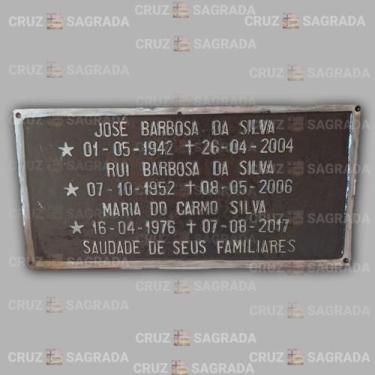 JOSÉ BARBOSA DA SILVA
★ 01-05-1942 ✝ 26-04-2004
RUI BARBOSA DA SILVA
★ 07-10-1952 ✝ 08-05-2006
MARIA DO CARMO SILVA
★ 16-04-1976 ✝ 07-08-2017
SAUDADE DE SEUS FAMILIARES
CRUZ SAGRADA